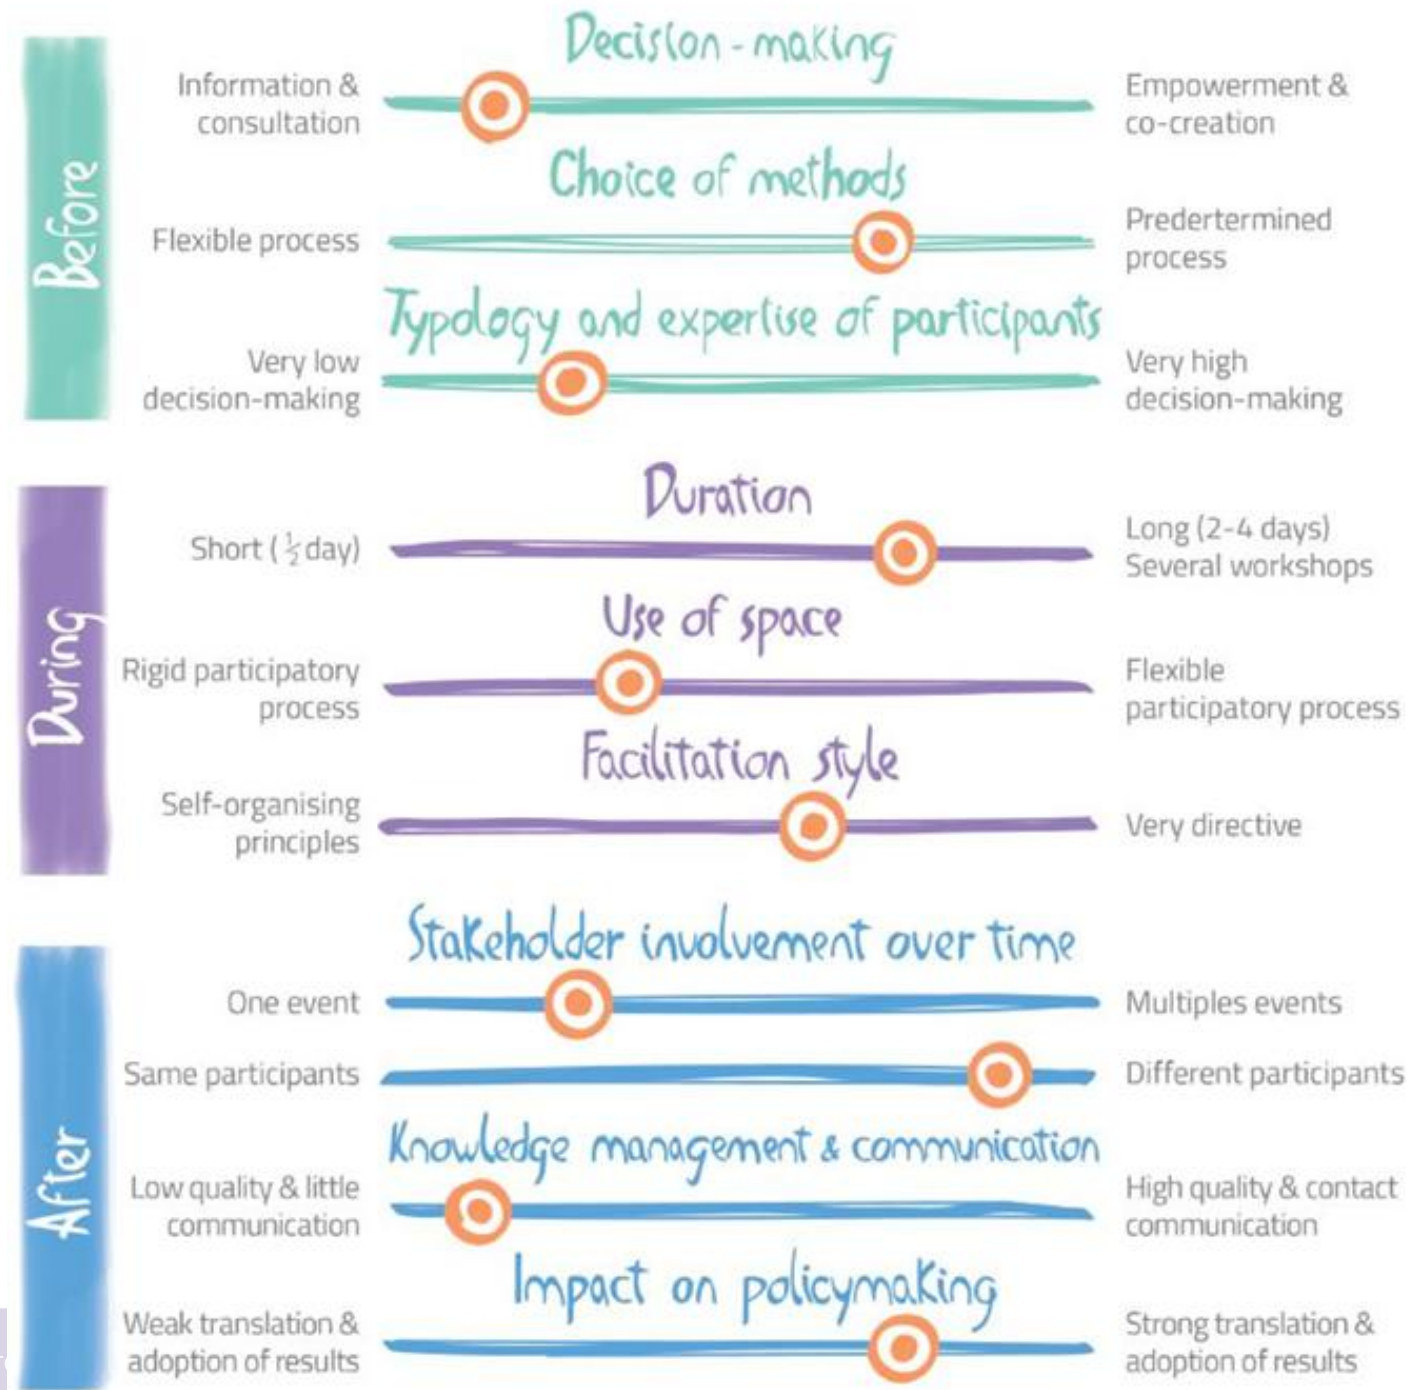 Before
Decision-making
Information &
consultation
Empowerment &
co-creation
Choice of methods
Flexible process
Predertermined
process
Typology and expertise of participants
Very low
decision-making
Very high
decision-making
During
Duration
Short (½ day)
Long (2-4 days)
Several workshops
Use of space
Rigid participatory
process
Flexible
participatory process
Facilitation style
Self-organising
principles
Very directive
After
Stakeholder involvement over time
One event
Multiples events
Same participants
Different participants
Knowledge management & communication
Low quality & little
communication
High quality & contact
communication
Impact on policymaking
Weak translation &
adoption of results
Strong translation &
adoption of results